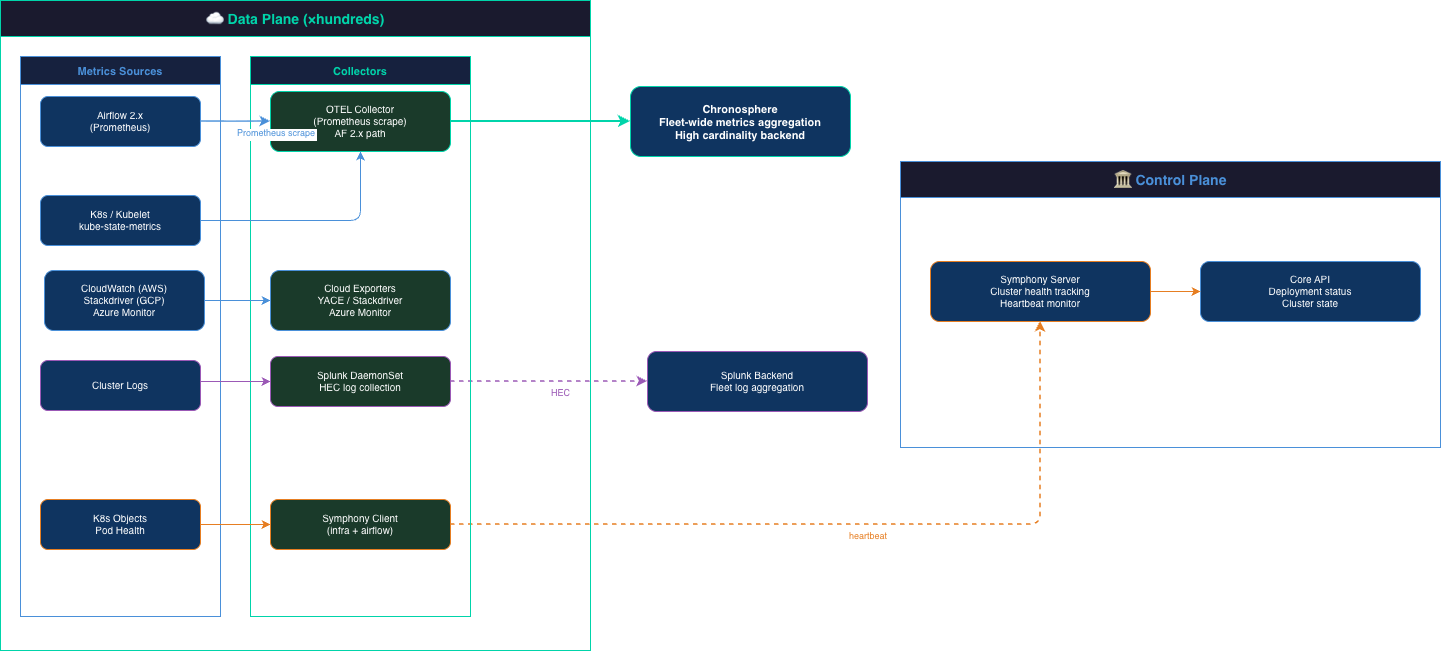 Data Plane (×hundreds)
Metrics Sources
Collectors
Airflow 2.x
(Prometheus)
Prometheus scrape
OTEL Collector
(Prometheus scrape)
AF 2.x path
Chronosphere
Fleet-wide metrics aggregation
High cardinality backend
Control Plane
K8s / Kubelet
kube-state-metrics
CloudWatch (AWS)
Stackdriver (GCP)
Azure Monitor
Cloud Exporters
YACE / Stackdriver
Azure Monitor
Symphony Server
Cluster health tracking
Heartbeat monitor
Core API
Deployment status
Cluster state
Cluster Logs
Splunk DaemonSet
HEC log collection
HEC
Splunk Backend
Fleet log aggregation
K8s Objects
Pod Health
Symphony Client
(infra + airflow)
heartbeat